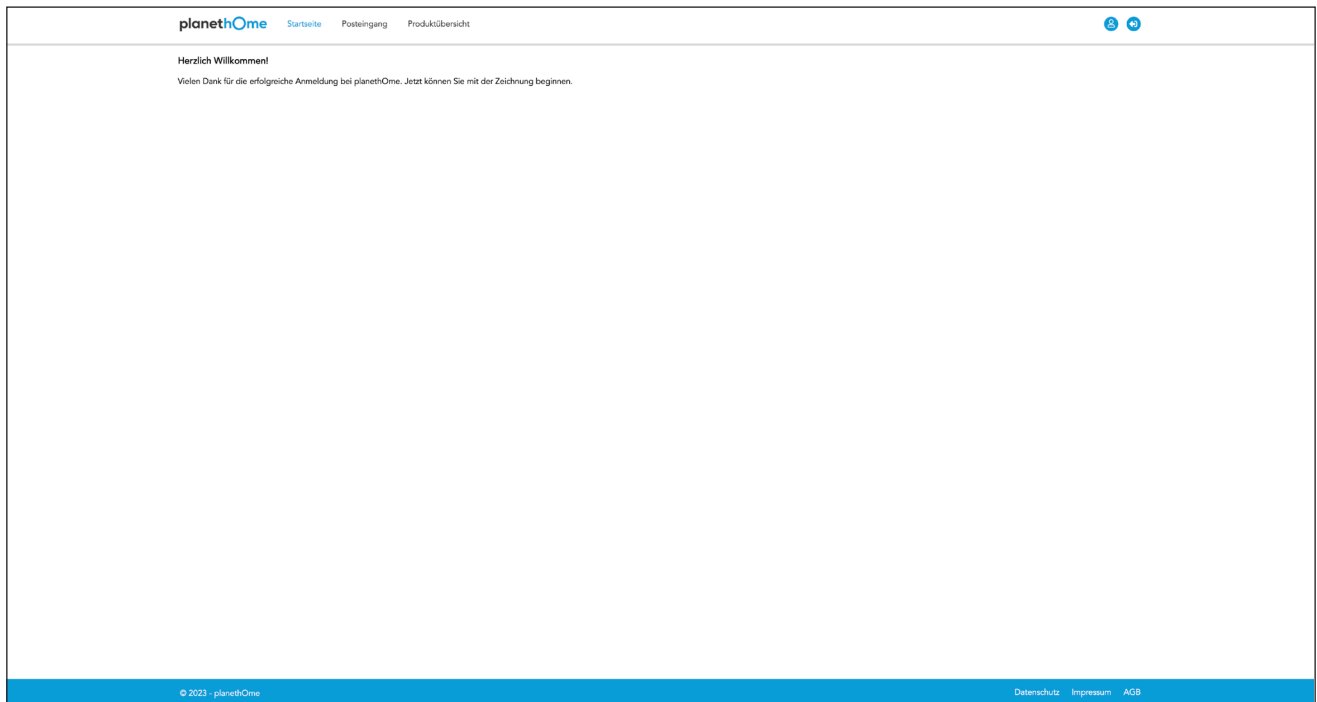 planethOme Startseite Posteingang Produktübersicht
Herzlich Willkommen!
Vielen Dank für die erfolgreiche Anmeldung bei planethOme. Jetzt können Sie mit der Zeichnung beginnen.
© 2023 - planethOme Datenschutz Impressum AGB